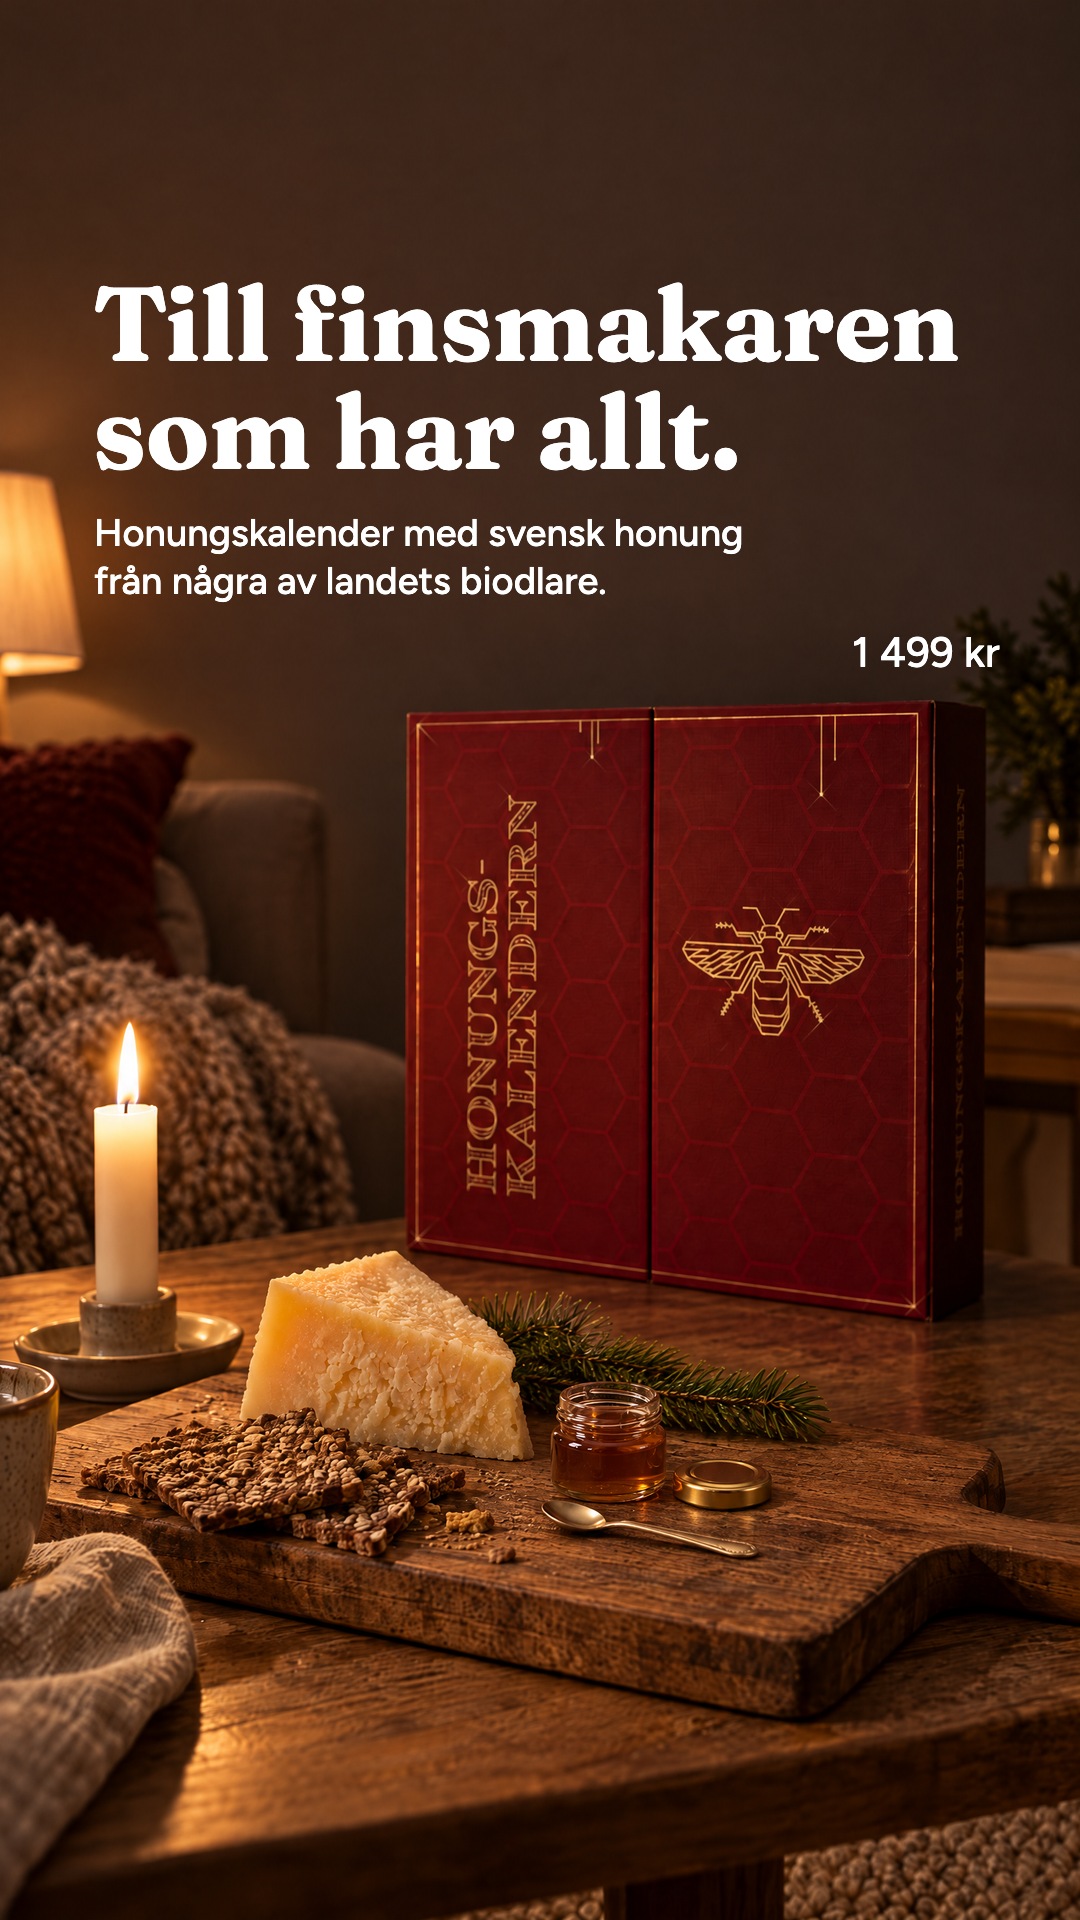 Till finsmakaren
som har allt.
Honungskalender med svensk honung
från några av landets biodlare.
1 499 kr
HONUNGS-
KALENDERN